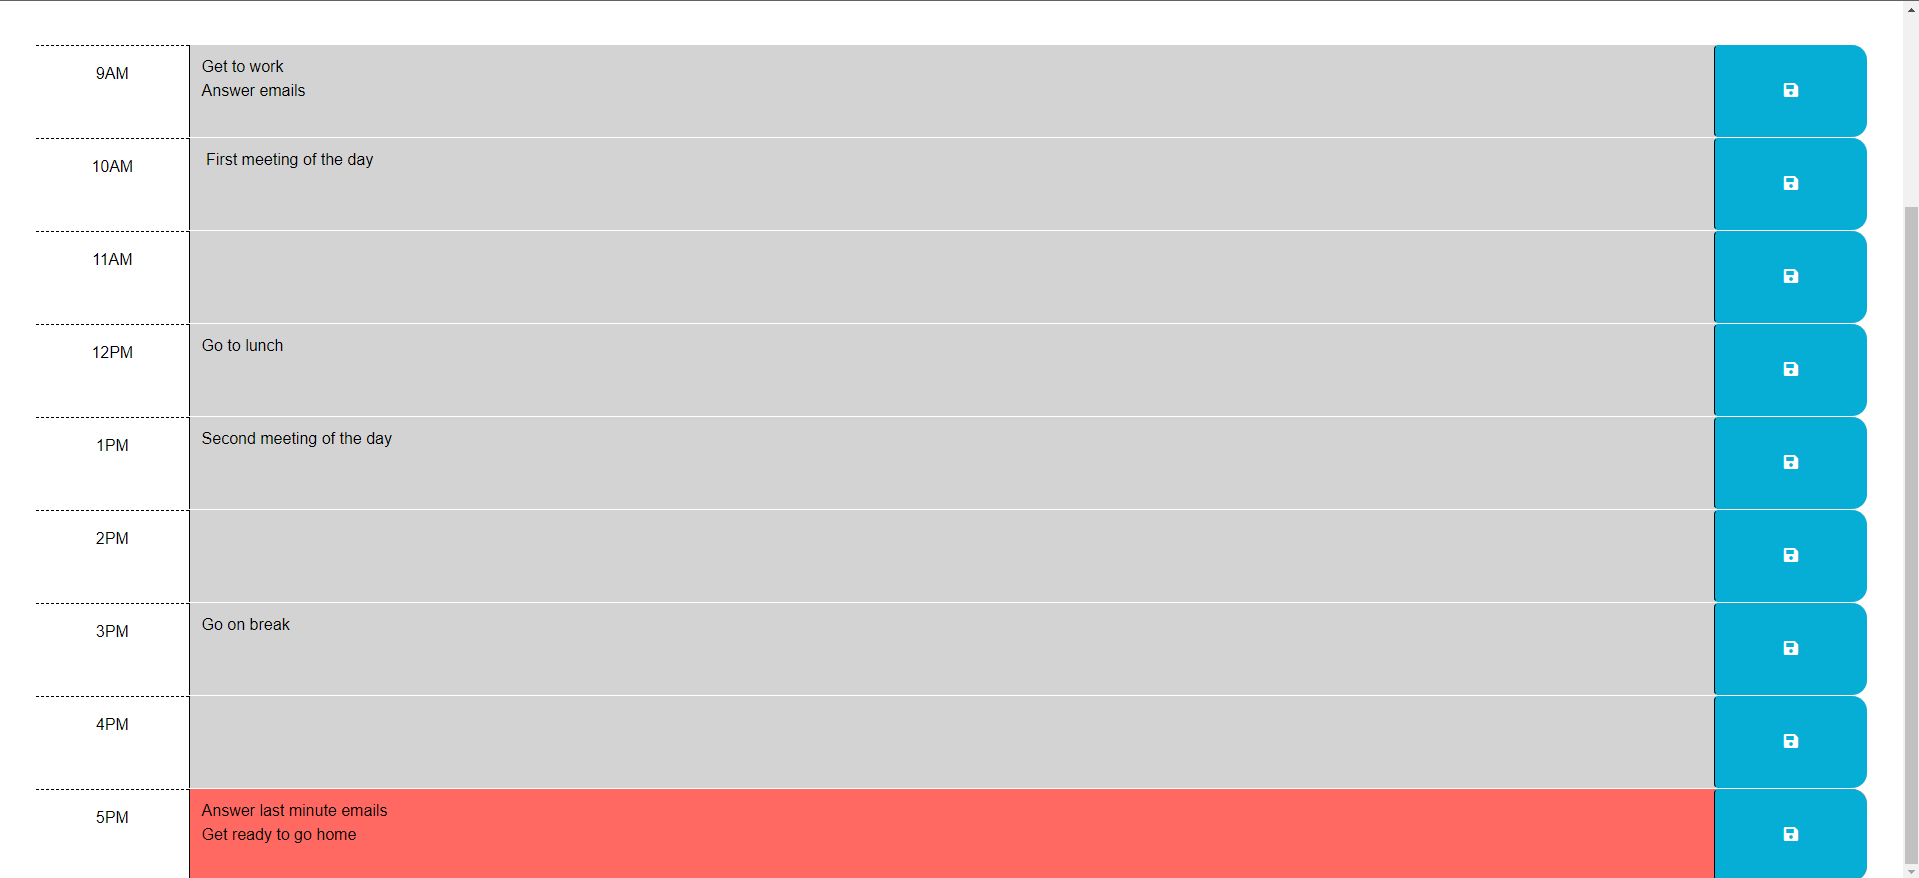 9AM
Get to work
Answer emails
10AM
First meeting of the day
11AM
12PM
Go to lunch
1PM
Second meeting of the day
2PM
3PM
Go on break
4PM
5PM
Answer last minute emails
Get ready to go home